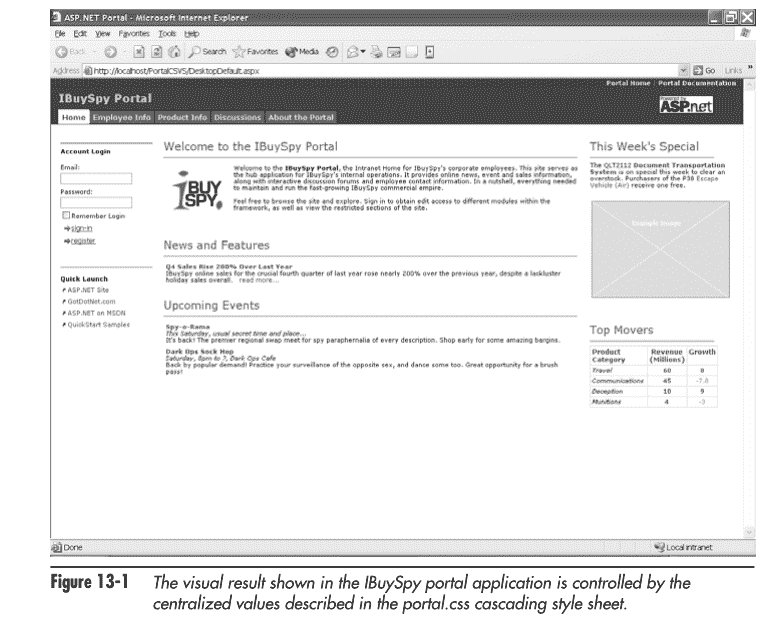 ASP.NET Portal - Microsoft Internet Explorer
File Edit View Favorites Tools Help
Back Search Favorites Media
Address http://localhost/PortalCSVS/DesktopDefault.aspx Go Links »
Portal Home Portal Documentation
IBuySpy Portal
POWERED BY
ASP.net
Home Employee Info Product Info Discussions About the Portal
Account Login
Email:
Password:
Remember Login
sign-in
register
Quick Launch
ASP.NET Site
GotDotNet.com
ASP.NET on MSDN
QuickStart Samples
Welcome to the IBuySpy Portal
iBUY
SPY.
Welcome to the IBuySpy Portal, the Intranet Home for IBuySpy's corporate employees. This site serves as
the hub application for IBuySpy's internal operations. It provides online news, event and sales information,
along with interactive discussion forums and employee contact information. In a nutshell, everything needed
to maintain and run the fast-growing IBuySpy commercial empire.
Feel free to browse the site and explore. Sign in to obtain edit access to different modules within the
framework, as well as view the restricted sections of the site.
News and Features
Q4 Sales Rise 200% Over Last Year
IBuySpy online sales for the crucial fourth quarter of last year rose nearly 200% over the previous year, despite a lackluster
holiday sales overall. read more...
Upcoming Events
Spy-o-Rama
This Saturday, usual secret time and place...
It's back! The premier regional swap meet for spy paraphernalia of every description. Shop early for some amazing bargins.
Dark Ops Sock Hop
Saturday, 8pm to ?, Dark Ops Cafe
Back by popular demand! Practice your surveillance of the opposite sex, and dance some too. Great opportunity for a brush
pass!
This Week's Special
The QLT2112 Document Transportation
System is on special this week to clear an
overstock. Purchasers of the P38 Escape
Vehicle (Air) receive one free.
Example Image
Top Movers
Product Category Revenue (Millions) Growth
Travel 60 8
Communications 45 -7.8
Deception 10 9
Munitions 4 -3
Done Local intranet
Figure 13-1 The visual result shown in the IBuySpy portal application is controlled by the
centralized values described in the portal.css cascading style sheet.